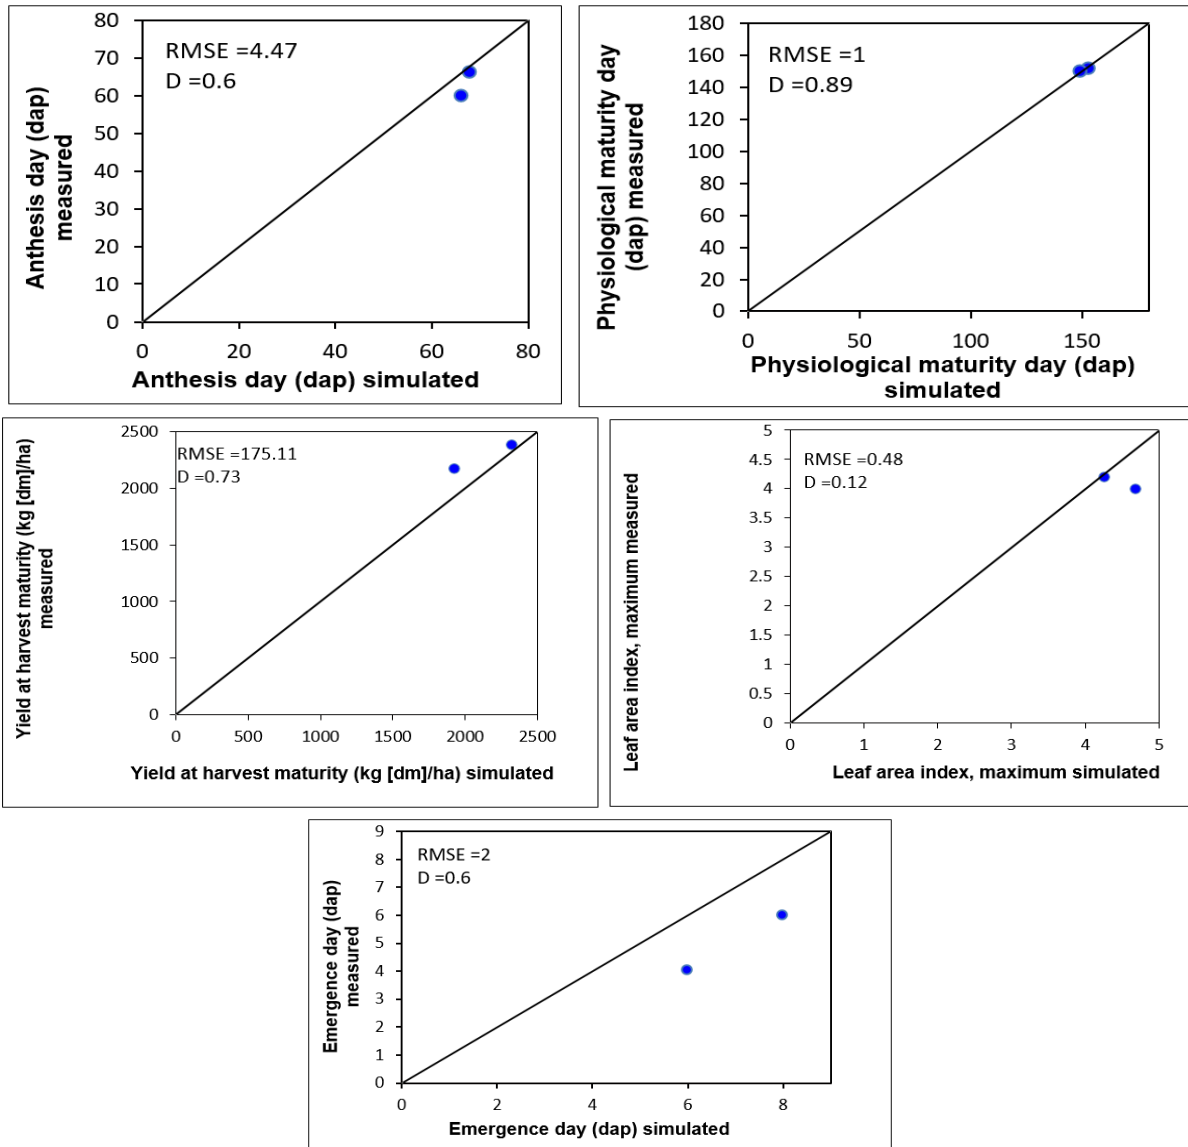 RMSE =4.47
D =0.6
Anthesis day (dap)
measured
80
70
60
50
40
30
20
10
0
0 20 40 60 80
Anthesis day (dap) simulated
RMSE =1
D =0.89
Physiological maturity day
(dap) measured
180
160
140
120
100
80
60
40
20
0
0 50 100 150
Physiological maturity day (dap)
simulated
RMSE =175.11
D =0.73
Yield at harvest maturity (kg [dm]/ha)
measured
2500
2000
1500
1000
500
0
0 500 1000 1500 2000 2500
Yield at harvest maturity (kg [dm]/ha) simulated
RMSE =0.48
D =0.12
Leaf area index, maximum measured
5
4.5
4
3.5
3
2.5
2
1.5
1
0.5
0
0 1 2 3 4 5
Leaf area index, maximum simulated
RMSE =2
D =0.6
Emergence day (dap)
measured
9
8
7
6
5
4
3
2
1
0
0 2 4 6 8
Emergence day (dap) simulated